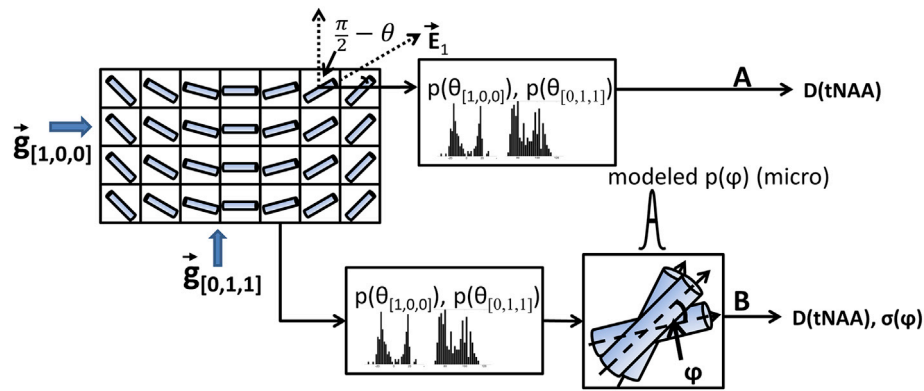 π/2 − θ
E⃗₁
p(θ[1,0,0]), p(θ[0,1,1])
A
D(tNAA)
g⃗[1,0,0]
modeled p(φ) (micro)
g⃗[0,1,1]
p(θ[1,0,0]), p(θ[0,1,1])
B
D(tNAA), σ(φ)
φ